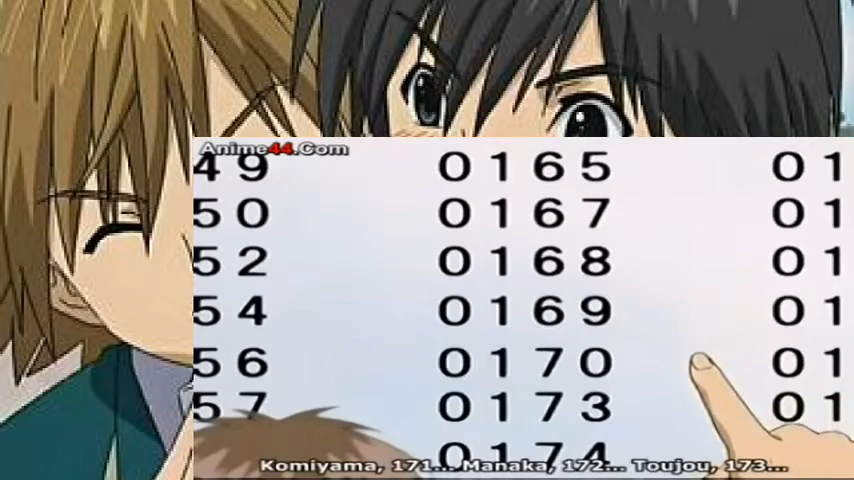 Anime44.Com
49 0165 01
50 0167 01
52 0168 01
54 0169 01
56 0170 01
57 0173 01
0174
Komiyama, 171... Manaka, 172... Toujou, 173...